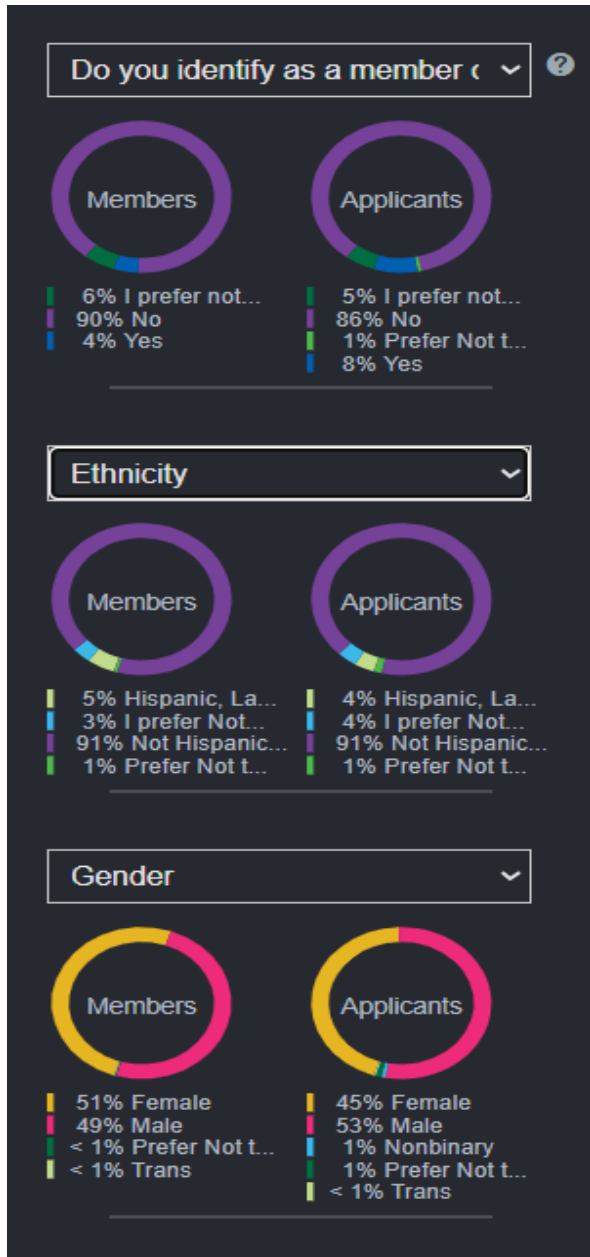 Do you identify as a member c
?
Members
Applicants
6% I prefer not...
90% No
4% Yes
5% I prefer not...
86% No
1% Prefer Not t...
8% Yes
Ethnicity
Members
Applicants
5% Hispanic, La...
3% I prefer Not...
91% Not Hispanic...
1% Prefer Not t...
4% Hispanic, La...
4% I prefer Not...
91% Not Hispanic...
1% Prefer Not t...
Gender
Members
Applicants
51% Female
49% Male
< 1% Prefer Not t...
< 1% Trans
45% Female
53% Male
1% Nonbinary
1% Prefer Not t...
< 1% Trans